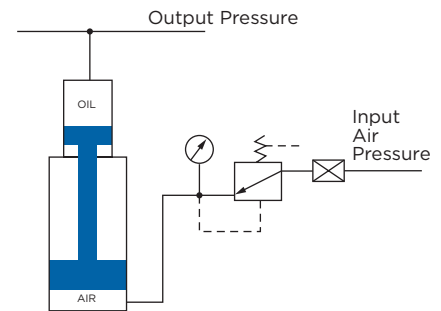 Output Pressure
OIL
Input
Air
Pressure
AIR